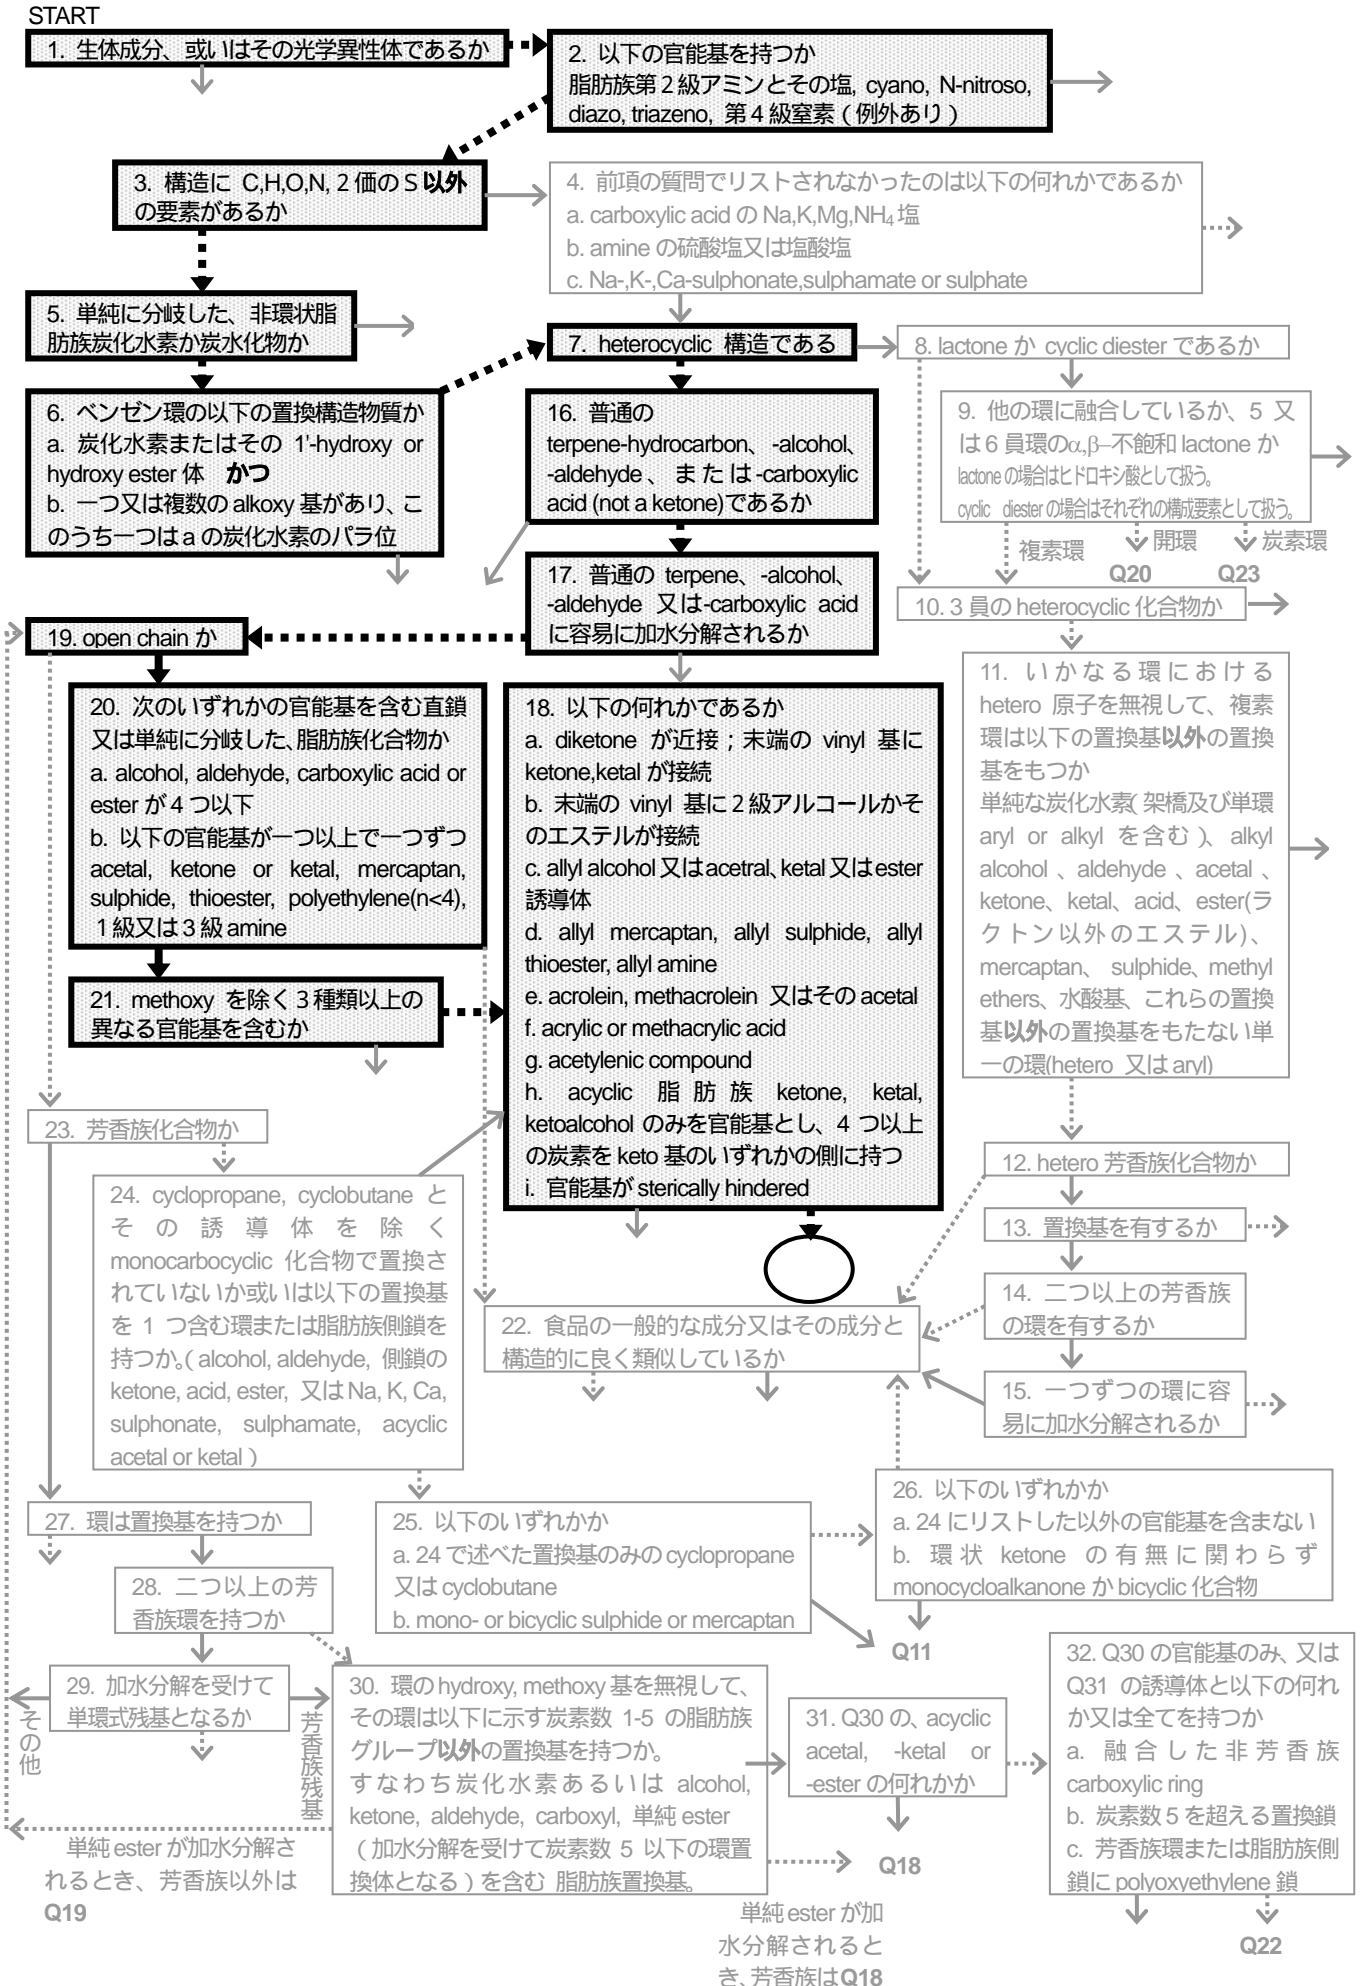 START
1. 生体成分、或いはその光学異性体であるか
2. 以下の官能基を持つか
脂肪族第2級アミンとその塩, cyano, N-nitroso,
diazo, triazeno, 第4級窒素（例外あり）
3. 構造に C,H,O,N, 2価のS以外
の要素があるか
4. 前項の質問でリストされなかったのは以下の何れかであるか
a. carboxylic acid の Na,K,Mg,NH₄塩
b. amine の硫酸塩又は塩酸塩
c. Na-,K-,Ca-sulphonate,sulphamate or sulphate
5. 単純に分岐した、非環状脂
肪族炭化水素か炭水化物か
6. ベンゼン環の以下の置換構造物質か
a. 炭化水素またはその 1'-hydroxy or
hydroxy ester 体 かつ
b. 一つ又は複数の alkoxy 基があり、こ
のうち一つはaの炭化水素のパラ位
7. heterocyclic 構造である
8. lactone か cyclic diester であるか
9. 他の環に融合しているか、5 又
は6員環のα,β–不飽和 lactone か
lactoneの場合はヒドロキシ酸として扱う。
cyclic diesterの場合はそれぞれの構成要素として扱う。
複素環
開環
炭素環
Q20
Q23
10. 3員の heterocyclic 化合物か
16. 普通の
terpene-hydrocarbon、-alcohol、
-aldehyde、または-carboxylic
acid (not a ketone)であるか
17. 普通の terpene、-alcohol、
-aldehyde 又は-carboxylic acid
に容易に加水分解されるか
19. open chain か
11. いかなる環における
hetero 原子を無視して、複素
環は以下の置換基以外の置換
基をもつか
単純な炭化水素(架橋及び単環
aryl or alkyl を含む)、alkyl
alcohol、aldehyde、acetal、
ketone、ketal、acid、ester(ラ
クトン以外のエステル)、
mercaptan、sulphide、methyl
ethers、水酸基、これらの置換
基以外の置換基をもたない単
一の環(hetero 又は aryl)
20. 次のいずれかの官能基を含む直鎖
又は単純に分岐した、脂肪族化合物か
a. alcohol, aldehyde, carboxylic acid or
ester が4つ以下
b. 以下の官能基が一つ以上で一つずつ
acetal, ketone or ketal, mercaptan,
sulphide, thioester, polyethylene(n<4),
1級又は3級 amine
18. 以下の何れかであるか
a. diketone が近接；末端の vinyl 基に
ketone,ketal が接続
b. 末端の vinyl 基に2級アルコールかそ
のエステルが接続
c. allyl alcohol又はacetral、ketal又はester
誘導体
d. allyl mercaptan, allyl sulphide, allyl
thioester, allyl amine
e. acrolein, methacrolein 又はその acetal
f. acrylic or methacrylic acid
g. acetylenic compound
h. acyclic 脂肪族 ketone, ketal,
ketoalcohol のみを官能基とし、4つ以上
の炭素を keto 基のいずれかの側に持つ
i. 官能基が sterically hindered
21. methoxy を除く3種類以上の
異なる官能基を含むか
23. 芳香族化合物か
24. cyclopropane, cyclobutane と
その誘導体を除く
monocarbocyclic 化合物で置換さ
れていないか或いは以下の置換基
を 1 つ含む環または脂肪族側鎖を
持つか。(alcohol, aldehyde, 側鎖の
ketone, acid, ester, 又は Na, K, Ca,
sulphonate, sulphamate, acyclic
acetal or ketal )
12. hetero 芳香族化合物か
13. 置換基を有するか
14. 二つ以上の芳香族
の環を有するか
22. 食品の一般的な成分又はその成分と
構造的に良く類似しているか
15. 一つずつの環に容
易に加水分解されるか
27. 環は置換基を持つか
25. 以下のいずれかか
a. 24 で述べた置換基のみの cyclopropane
又は cyclobutane
b. mono- or bicyclic sulphide or mercaptan
26. 以下のいずれかか
a. 24 にリストした以外の官能基を含まない
b. 環状 ketone の有無に関わらず
monocycloalkanone か bicyclic 化合物
Q11
28. 二つ以上の芳
香族環を持つか
29. 加水分解を受けて
単環式残基となるか
その他
芳香族残基
30. 環の hydroxy, methoxy 基を無視して、
その環は以下に示す炭素数 1-5 の脂肪族
グループ以外の置換基を持つか。
すなわち炭化水素あるいは alcohol,
ketone, aldehyde, carboxyl, 単純 ester
（加水分解を受けて炭素数 5 以下の環置
換体となる）を含む 脂肪族置換基。
31. Q30 の、acyclic
acetal, -ketal or
-ester の何れかか
Q18
32. Q30 の官能基のみ、又は
Q31 の誘導体と以下の何れ
か又は全てを持つか
a. 融合した非芳香族
carboxylic ring
b. 炭素数5を超える置換鎖
c. 芳香族環または脂肪族側
鎖に polyoxyethylene 鎖
Q22
単純 ester が加水分解さ
れるとき、芳香族以外は
Q19
単純 ester が加
水分解されると
き、芳香族はQ18